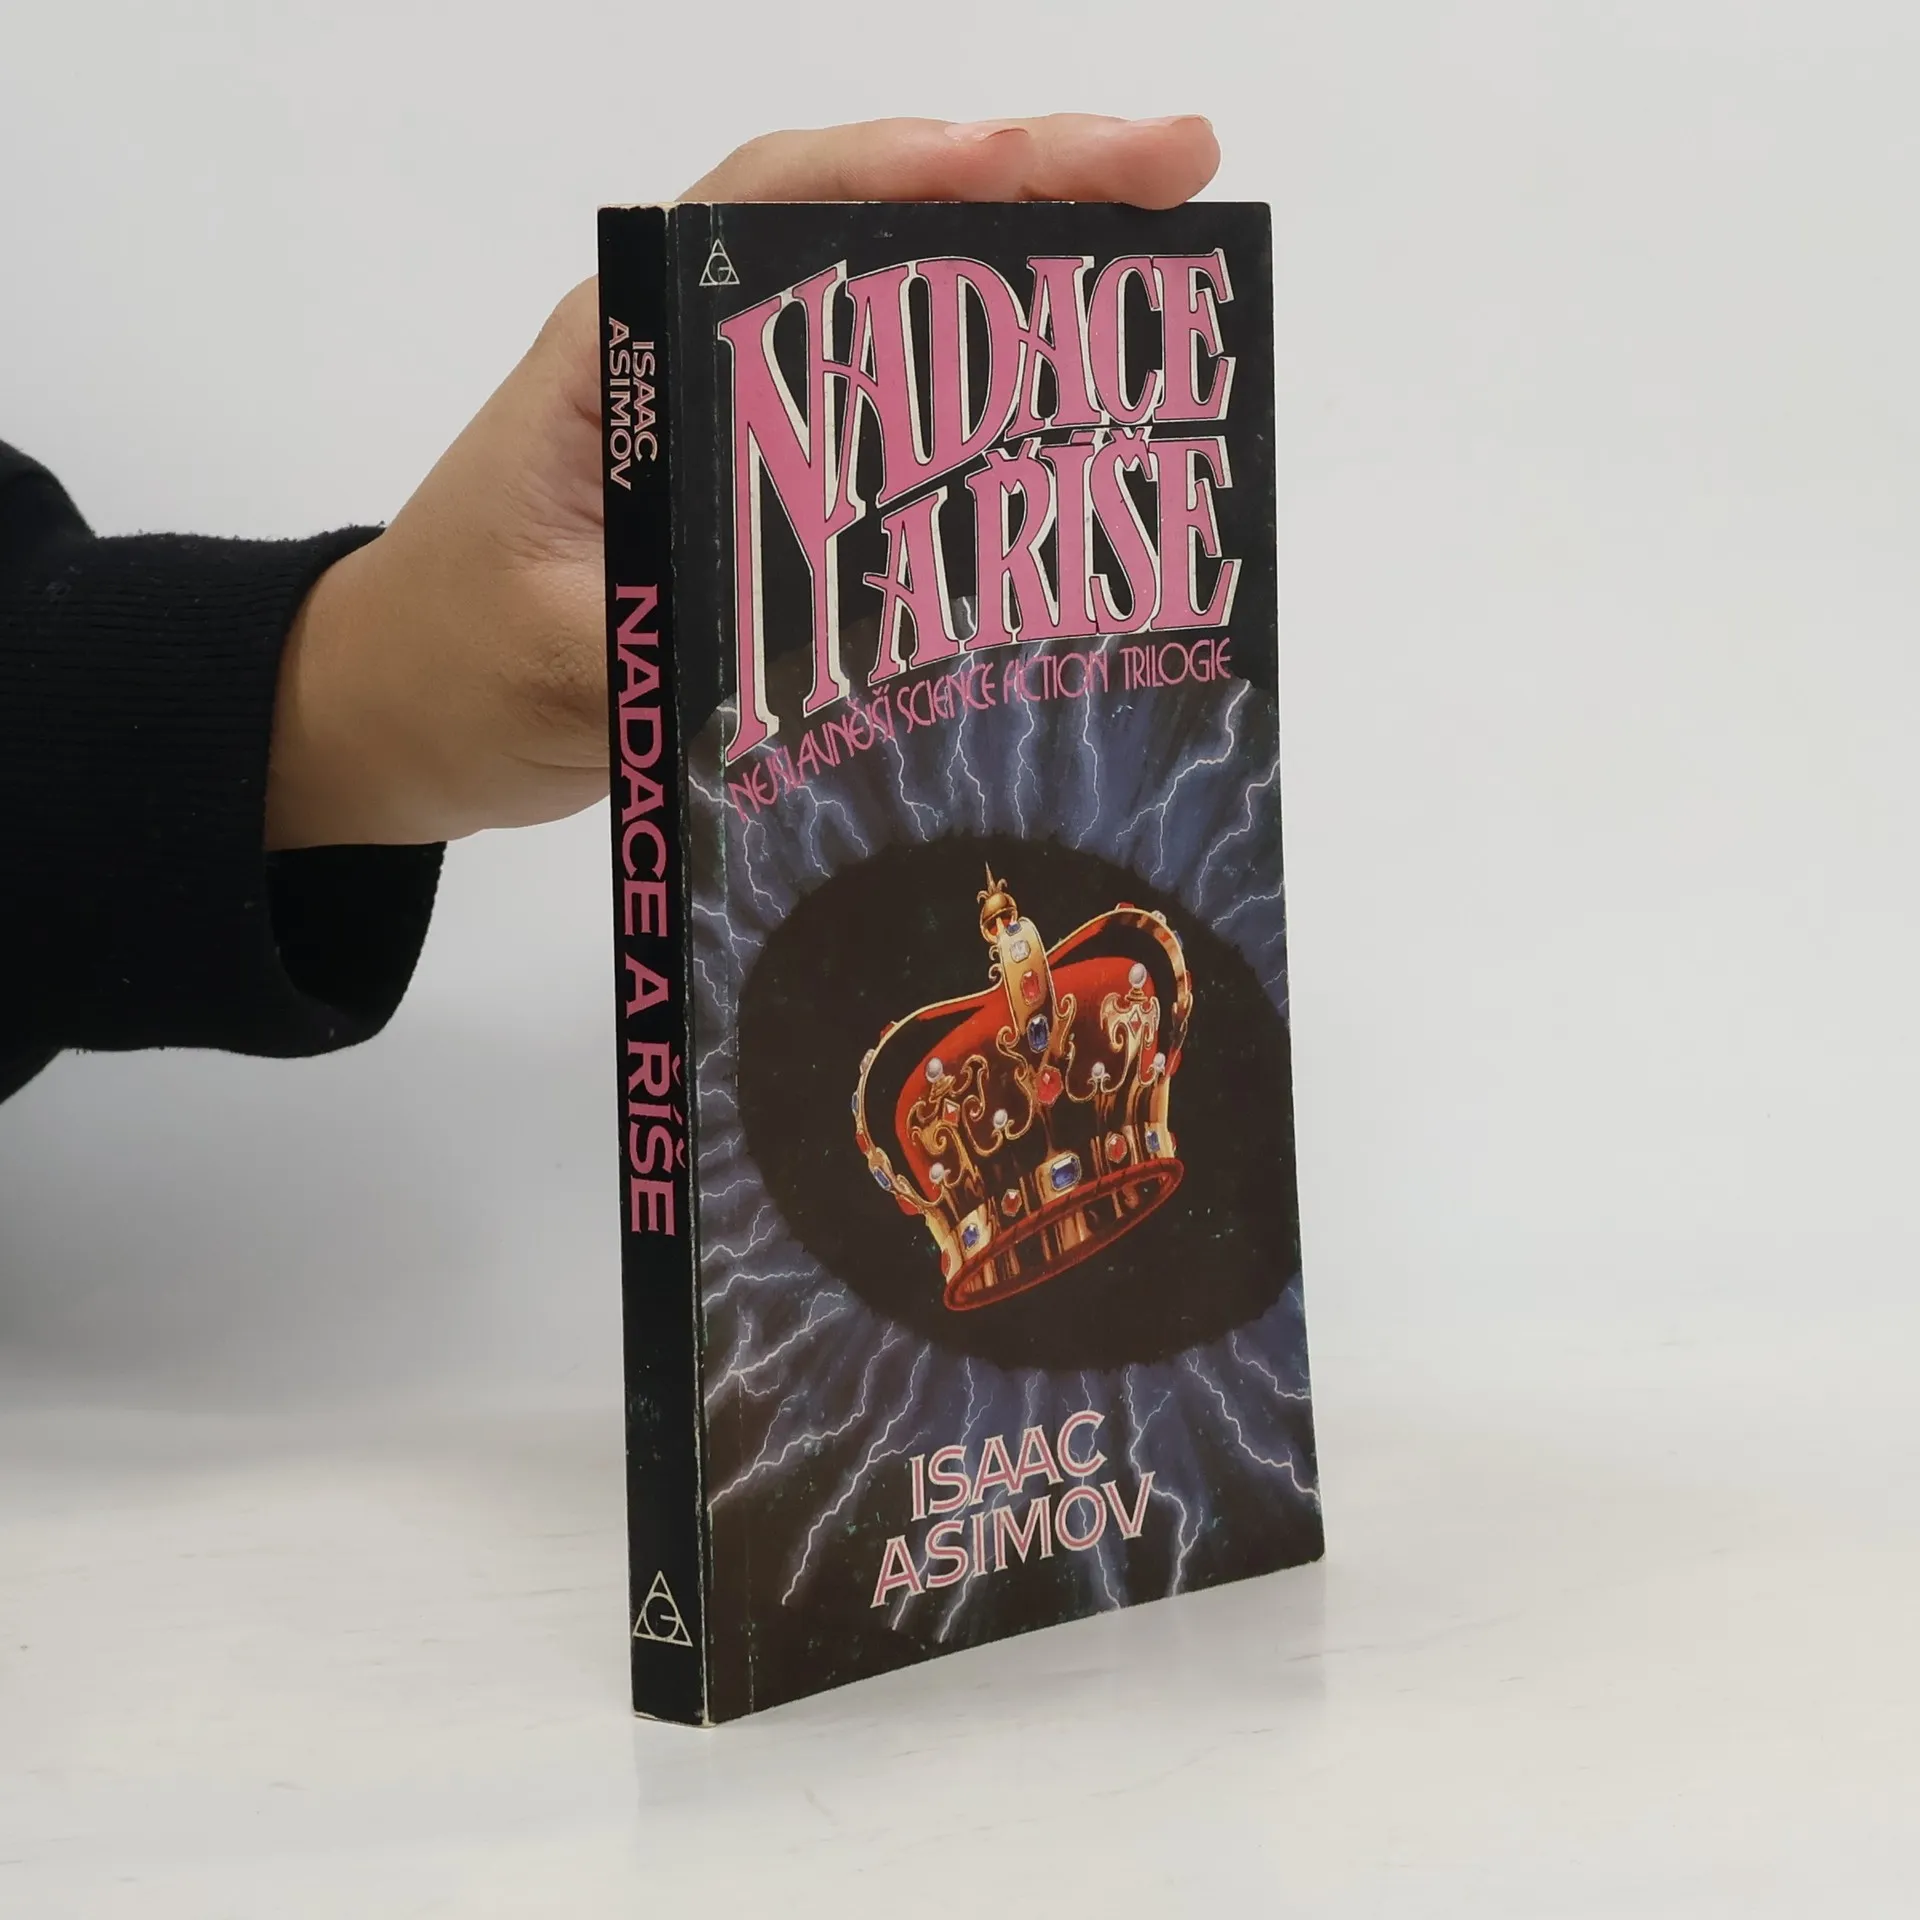 ISAAC
ASIMOV
NADACE A ŘÍŠE
NADACE
A ŘÍŠE
NEJSLAVNĚJŠÍ SCIENCE FICTION TRILOGIE
ISAAC
ASIMOV